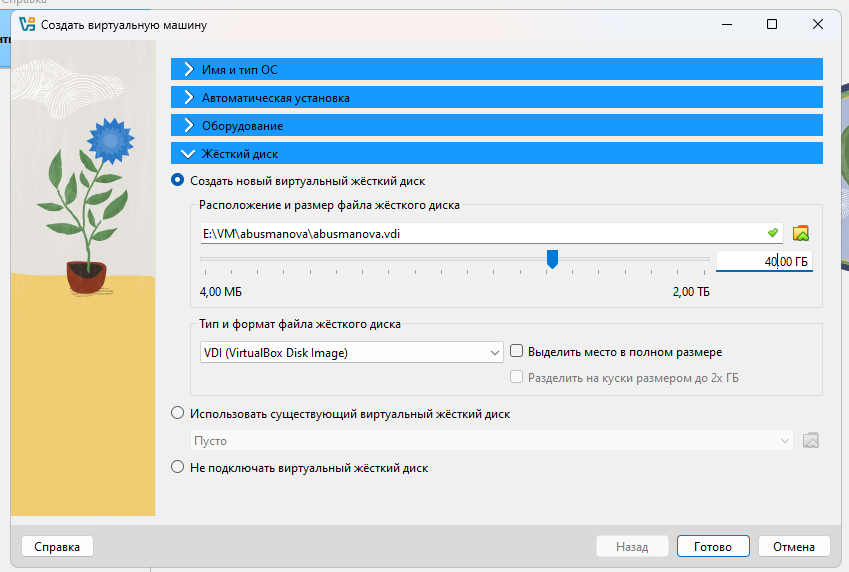 Справка
Создать виртуальную машину
Имя и тип ОС
Автоматическая установка
Оборудование
Жёсткий диск
Создать новый виртуальный жёсткий диск
Расположение и размер файла жёсткого диска
E:\VM\abusmanova\abusmanova.vdi
40,00 ГБ
4,00 МБ 2,00 ТБ
Тип и формат файла жёсткого диска
VDI (VirtualBox Disk Image) Выделить место в полном размере
Разделить на куски размером до 2х ГБ
Использовать существующий виртуальный жёсткий диск
Пусто
Не подключать виртуальный жёсткий диск
Справка Назад Готово Отмена